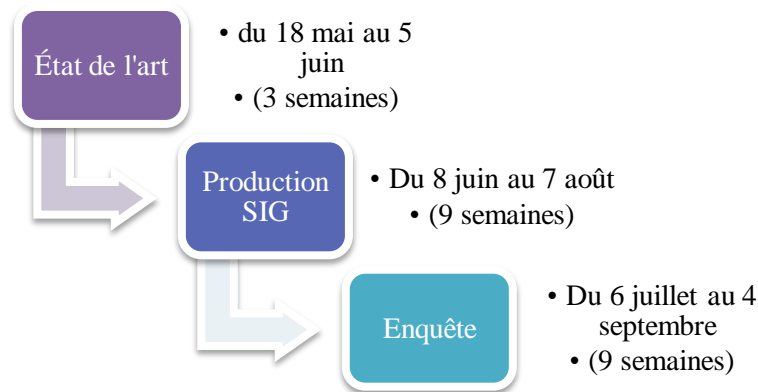 État de l'art
• du 18 mai au 5
juin
• (3 semaines)
Production
SIG
• Du 8 juin au 7 août
• (9 semaines)
Enquête
• Du 6 juillet au 4
septembre
• (9 semaines)